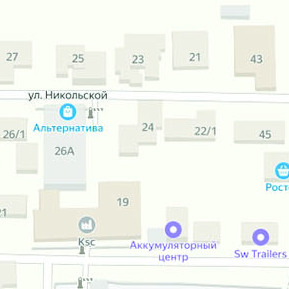 27
25
23
21
43
ул. Никольской
Альтернатива
26/1
26А
24
22/1
45
Рост
21
19
Ksc
Аккумуляторный
центр
Sw Trailers